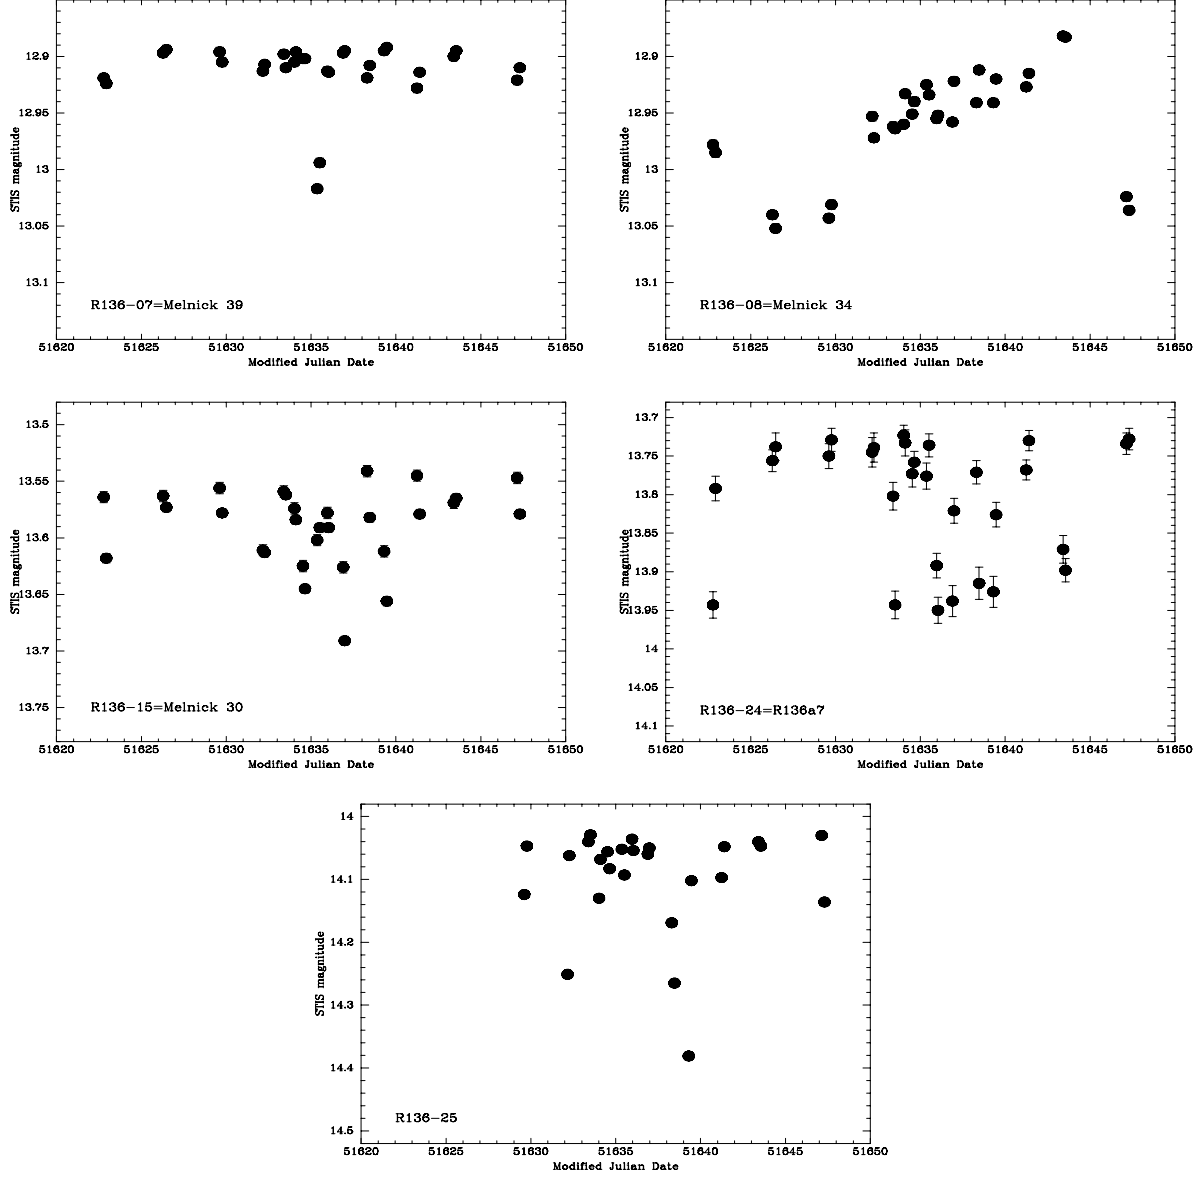 12.9
12.95
13
13.05
13.1
STIS magnitude
R136-07=Melnick 39
51620 51625 51630 51635 51640 51645 51650
Modified Julian Date
12.9
12.95
13
13.05
13.1
STIS magnitude
R136-08=Melnick 34
51620 51625 51630 51635 51640 51645 51650
Modified Julian Date
13.5
13.55
13.6
13.65
13.7
13.75
STIS magnitude
R136-15=Melnick 30
51620 51625 51630 51635 51640 51645 51650
Modified Julian Date
13.7
13.75
13.8
13.85
13.9
13.95
14
14.05
14.1
STIS magnitude
R136-24=R136a7
51620 51625 51630 51635 51640 51645 51650
Modified Julian Date
14
14.1
14.2
14.3
14.4
14.5
STIS magnitude
R136-25
51620 51625 51630 51635 51640 51645 51650
Modified Julian Date